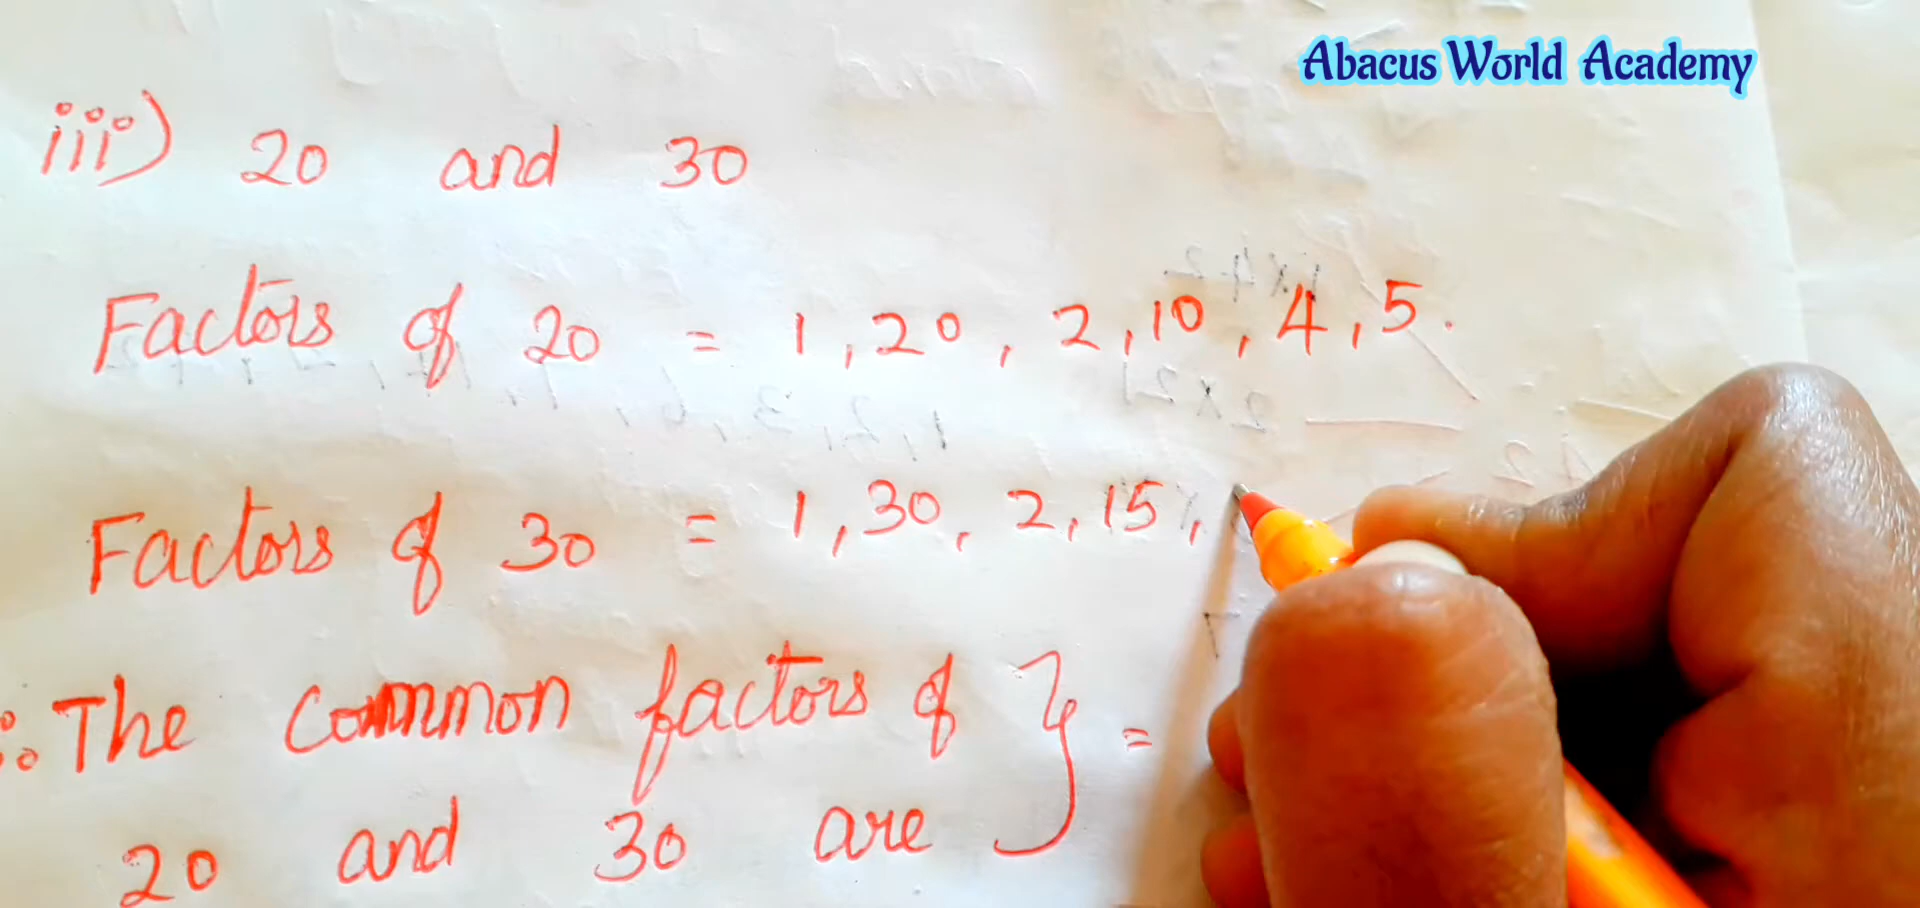 Abacus World Academy
iii) 20 and 30
Factors of 20 = 1, 20, 2, 10, 4, 5.
Factors of 30 = 1, 30, 2, 15,
∴ The common factors of } =
20 and 30 are